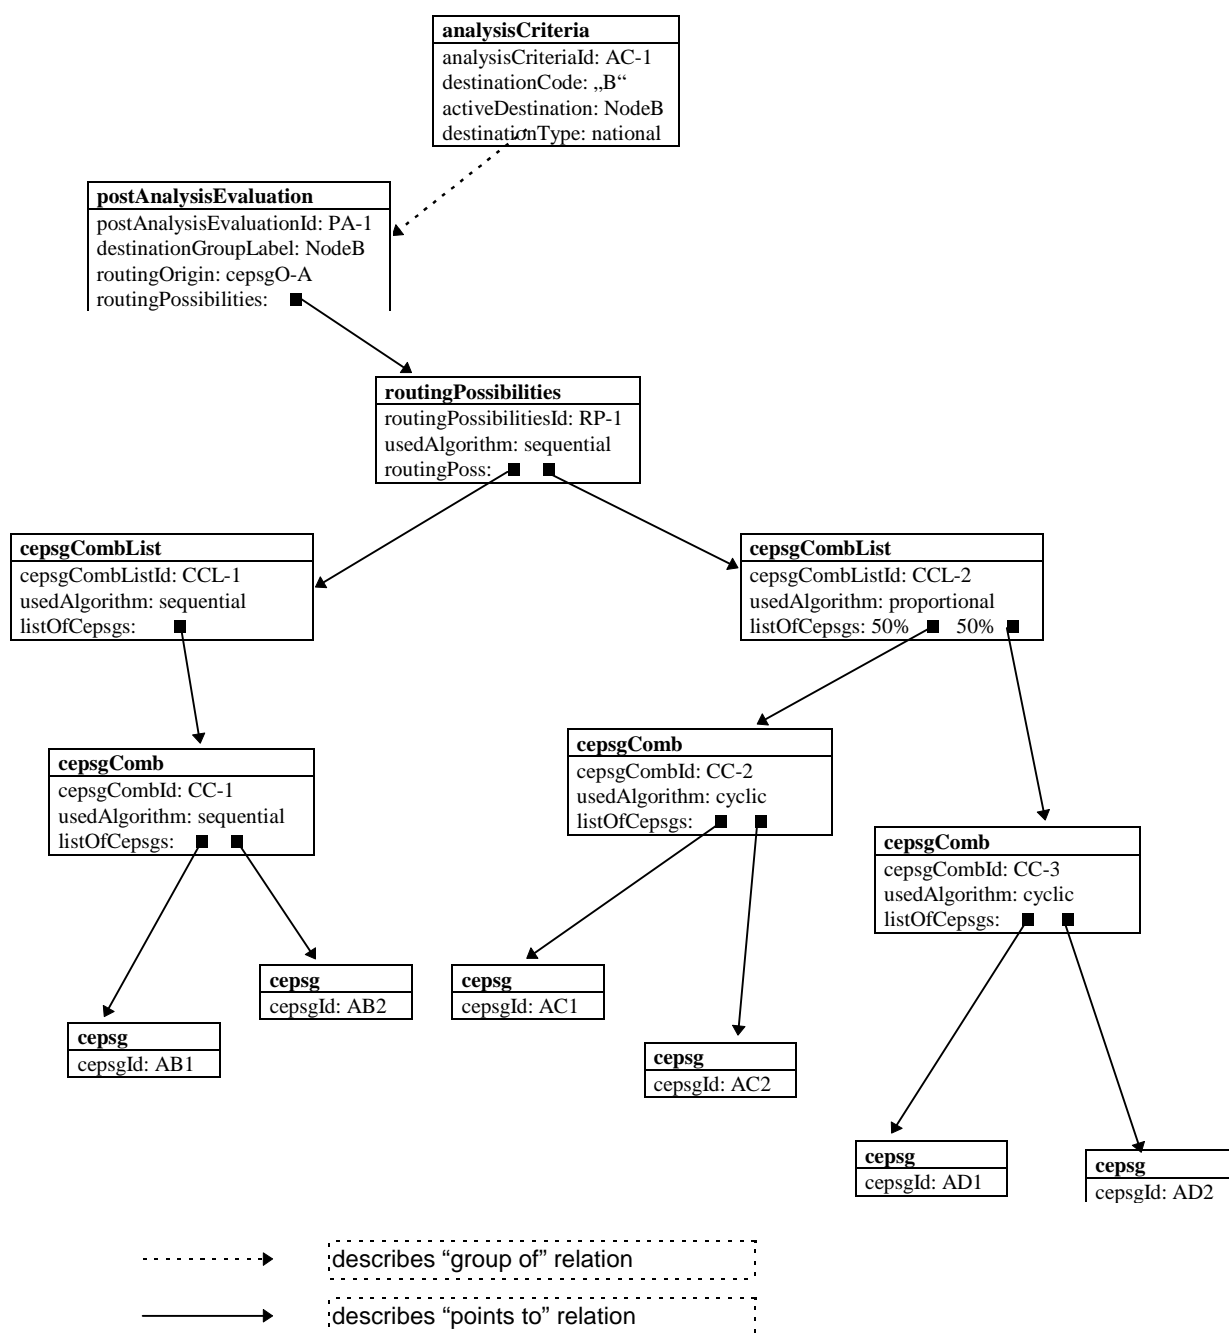 analysisCriteria
analysisCriteriaId: AC-1
destinationCode: „B“
activeDestination: NodeB
destinationType: national
postAnalysisEvaluation
postAnalysisEvaluationId: PA-1
destinationGroupLabel: NodeB
routingOrigin: cepsgO-A
routingPossibilities:
routingPossibilities
routingPossibilitiesId: RP-1
usedAlgorithm: sequential
routingPoss:
cepsgCombList
cepsgCombListId: CCL-1
usedAlgorithm: sequential
listOfCepsgs:
cepsgCombList
cepsgCombListId: CCL-2
usedAlgorithm: proportional
listOfCepsgs: 50% 50%
cepsgComb
cepsgCombId: CC-1
usedAlgorithm: sequential
listOfCepsgs:
cepsgComb
cepsgCombId: CC-2
usedAlgorithm: cyclic
listOfCepsgs:
cepsgComb
cepsgCombId: CC-3
usedAlgorithm: cyclic
listOfCepsgs:
cepsg
cepsgId: AB1
cepsg
cepsgId: AB2
cepsg
cepsgId: AC1
cepsg
cepsgId: AC2
cepsg
cepsgId: AD1
cepsg
cepsgId: AD2
describes “group of” relation
describes “points to” relation